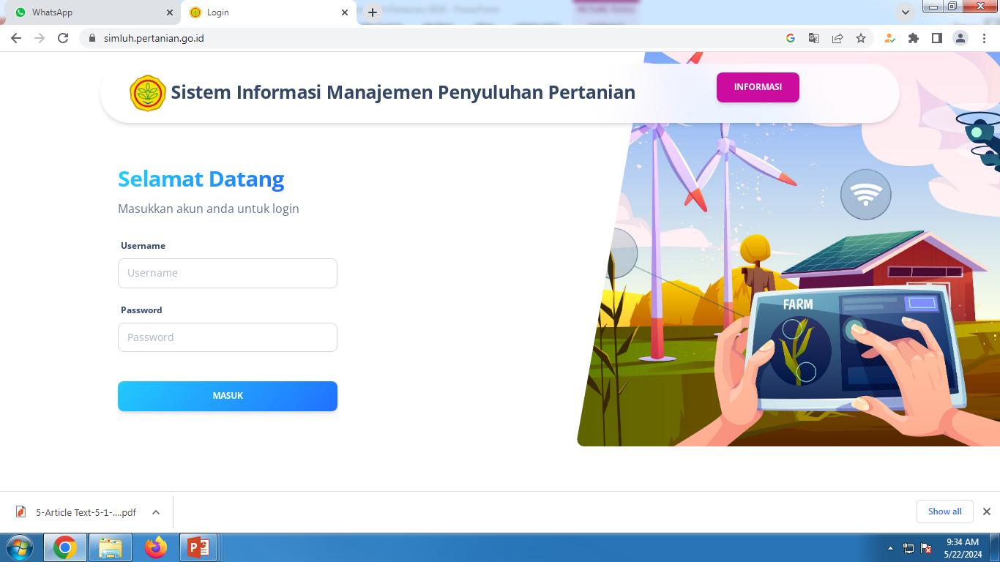 WhatsApp
Login
simluh.pertanian.go.id
Sistem Informasi Manajemen Penyuluhan Pertanian
INFORMASI
Selamat Datang
Masukkan akun anda untuk login
Username
Username
Password
Password
MASUK
FARM
5-Article Text-5-1-....pdf
Show all
9:34 AM
5/22/2024